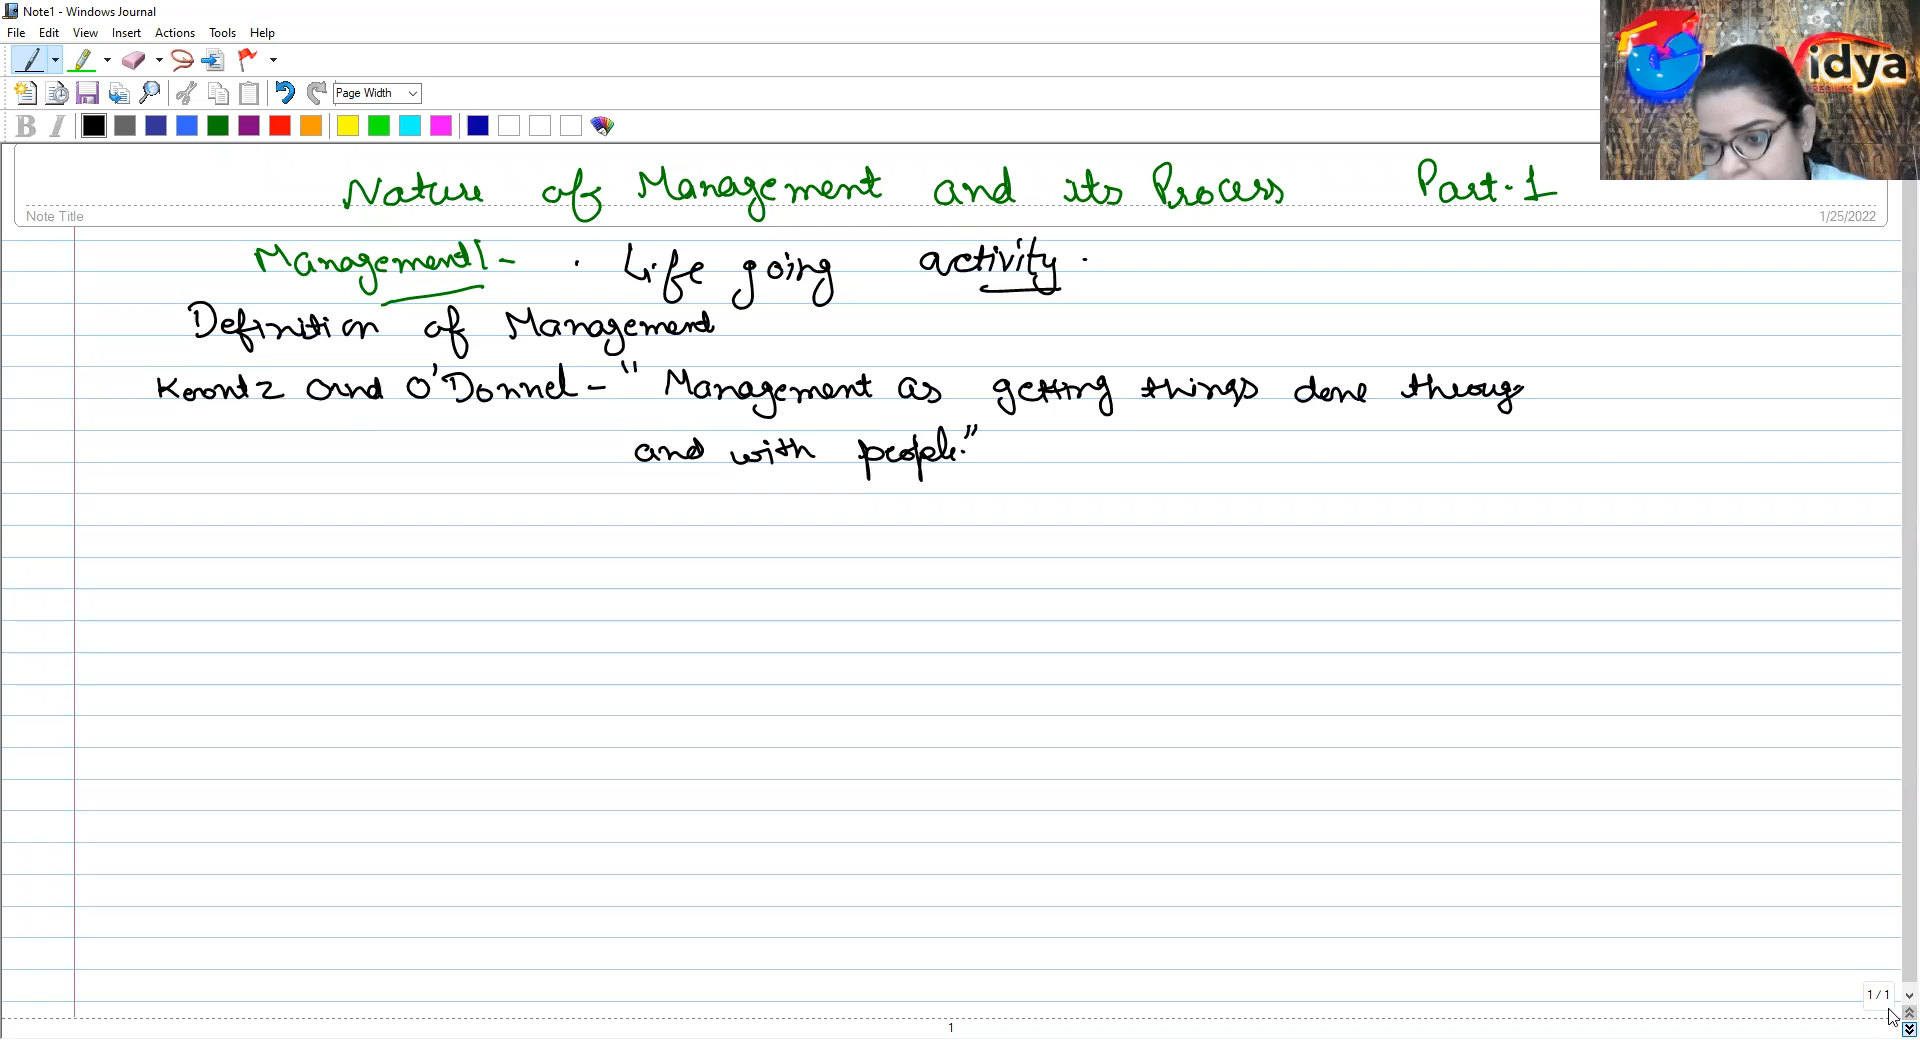 Note1 - Windows Journal
File Edit View Insert Actions Tools Help
Page Width
B I
idya
Nature of Management and its Process Part-1
Note Title
1/25/2022
Management - . Life going activity.
Definition of Management
Koontz and O'Donnel - " Management as getting things done throug
and with people."
1 / 1
1